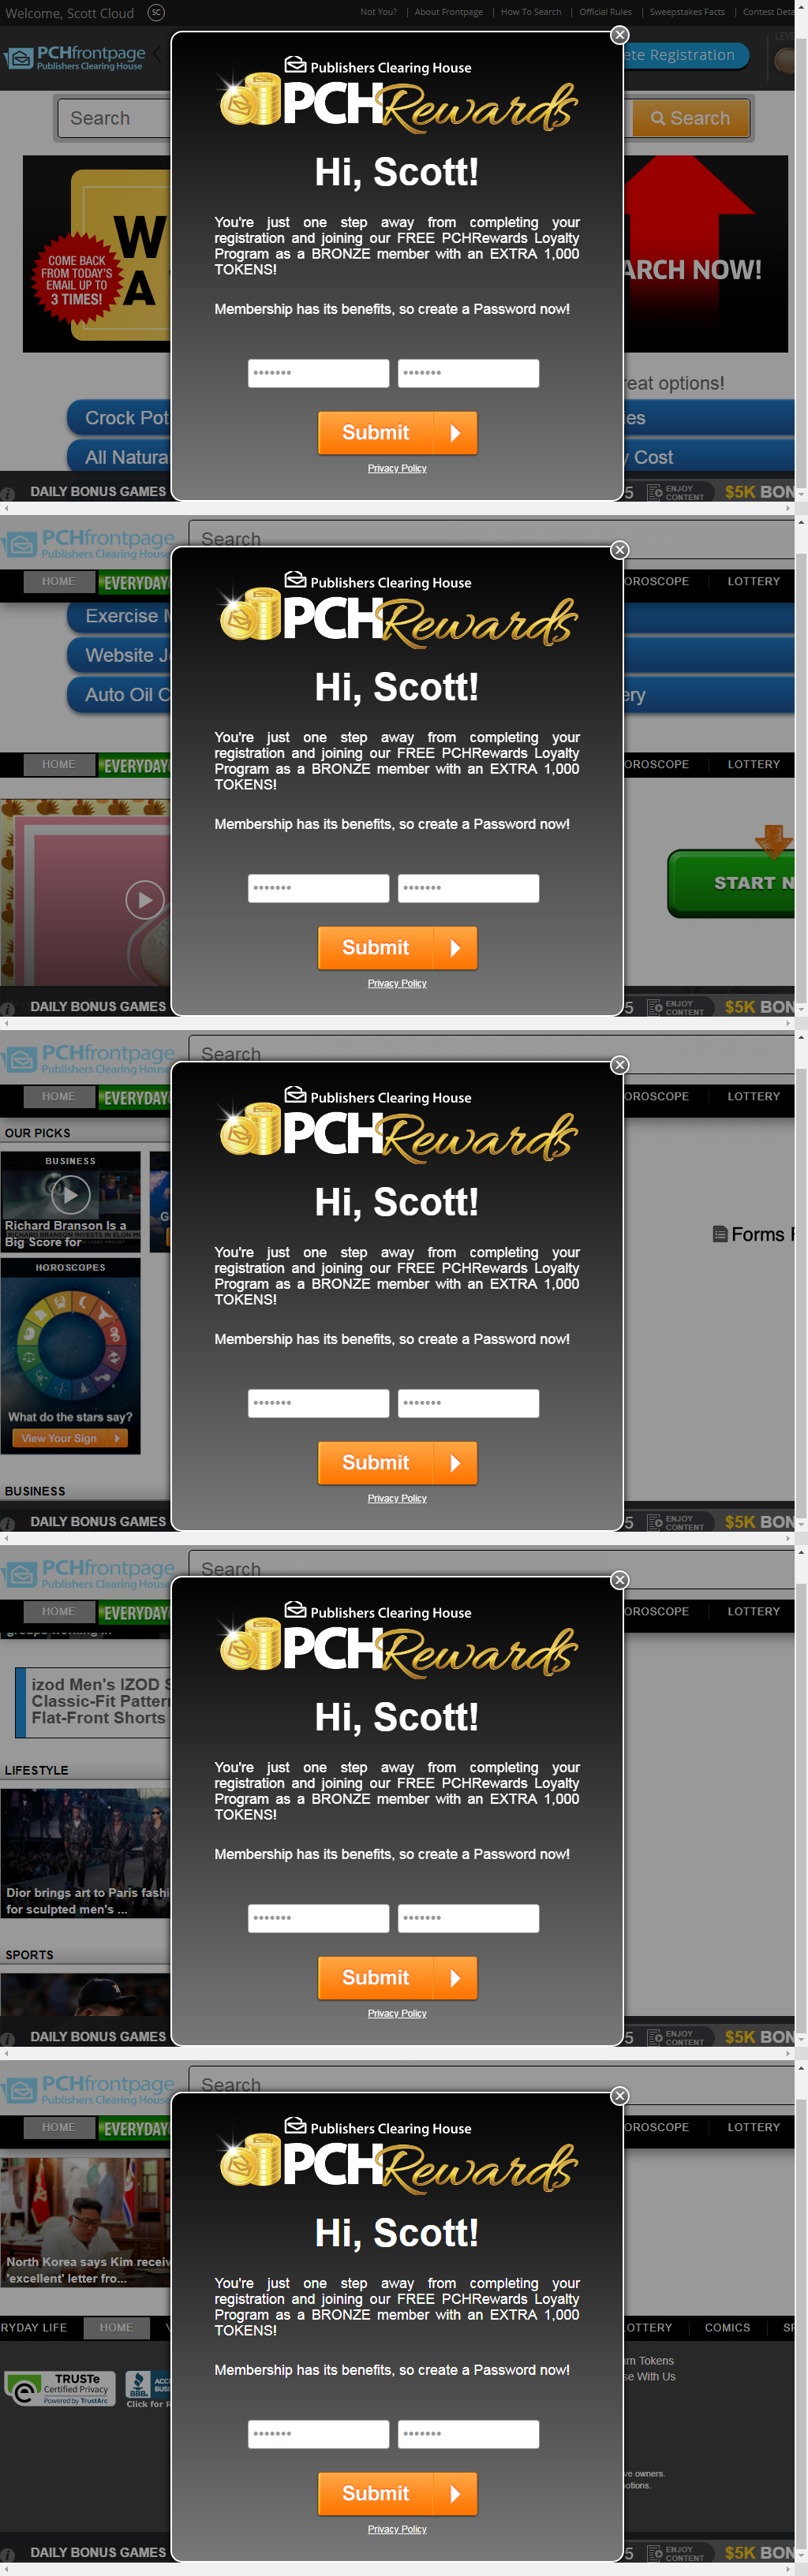 Welcome, Scott Cloud SC Not You? | About Frontpage | How To Search | Official Rules | Sweepstakes Facts | Contest Deta
PCHfrontpage
Publishers Clearing House
ete Registration
LEVE
Publishers Clearing House
PCHRewards
Search
Search
Hi, Scott!
W
A
COME BACK
FROM TODAY'S
EMAIL UP TO
3 TIMES!
ARCH NOW!
You're just one step away from completing your
registration and joining our FREE PCHRewards Loyalty
Program as a BRONZE member with an EXTRA 1,000
TOKENS!
Membership has its benefits, so create a Password now!
reat options!
Crock Pot
ies
Submit
All Natura
y Cost
Privacy Policy
DAILY BONUS GAMES
5 ENJOY
CONTENT
$5K BON
PCHfrontpage
Publishers Clearing House
Search
HOME EVERYDAY
OROSCOPE | LOTTERY
Publishers Clearing House
PCHRewards
Exercise M
Website J
Auto Oil C
ery
Hi, Scott!
You're just one step away from completing your
registration and joining our FREE PCHRewards Loyalty
Program as a BRONZE member with an EXTRA 1,000
TOKENS!
HOME EVERYDAY
OROSCOPE | LOTTERY
Membership has its benefits, so create a Password now!
START N
Submit
Privacy Policy
DAILY BONUS GAMES
5 ENJOY
CONTENT
$5K BON
PCHfrontpage
Publishers Clearing House
Search
HOME EVERYDAY
OROSCOPE | LOTTERY
Publishers Clearing House
PCHRewards
OUR PICKS
BUSINESS
Richard Branson Is a
Big Score for
G
Hi, Scott!
Forms F
You're just one step away from completing your
registration and joining our FREE PCHRewards Loyalty
Program as a BRONZE member with an EXTRA 1,000
TOKENS!
HOROSCOPES
Membership has its benefits, so create a Password now!
What do the stars say?
View Your Sign
Submit
BUSINESS
Privacy Policy
DAILY BONUS GAMES
5 ENJOY
CONTENT
$5K BON
PCHfrontpage
Publishers Clearing House
Search
HOME EVERYDAY
OROSCOPE | LOTTERY
groups working in
Publishers Clearing House
PCHRewards
izod Men's IZOD S
Classic-Fit Patter
Flat-Front Shorts
Hi, Scott!
LIFESTYLE
You're just one step away from completing your
registration and joining our FREE PCHRewards Loyalty
Program as a BRONZE member with an EXTRA 1,000
TOKENS!
Membership has its benefits, so create a Password now!
Dior brings art to Paris fashi
for sculpted men's ...
SPORTS
Submit
Privacy Policy
DAILY BONUS GAMES
5 ENJOY
CONTENT
$5K BON
PCHfrontpage
Publishers Clearing House
Search
HOME EVERYDAY
OROSCOPE | LOTTERY
Publishers Clearing House
PCHRewards
Hi, Scott!
North Korea says Kim receiv
'excellent' letter fro...
You're just one step away from completing your
registration and joining our FREE PCHRewards Loyalty
Program as a BRONZE member with an EXTRA 1,000
TOKENS!
RYDAY LIFE HOME
OTTERY | COMICS | SP
Membership has its benefits, so create a Password now!
rn Tokens
se With Us
TRUSTe
Certified Privacy
Powered by TrustArc
BBB
ACC
BUS
Click for R
ve owners.
otions.
Submit
Privacy Policy
DAILY BONUS GAMES
5 ENJOY
CONTENT
$5K BON